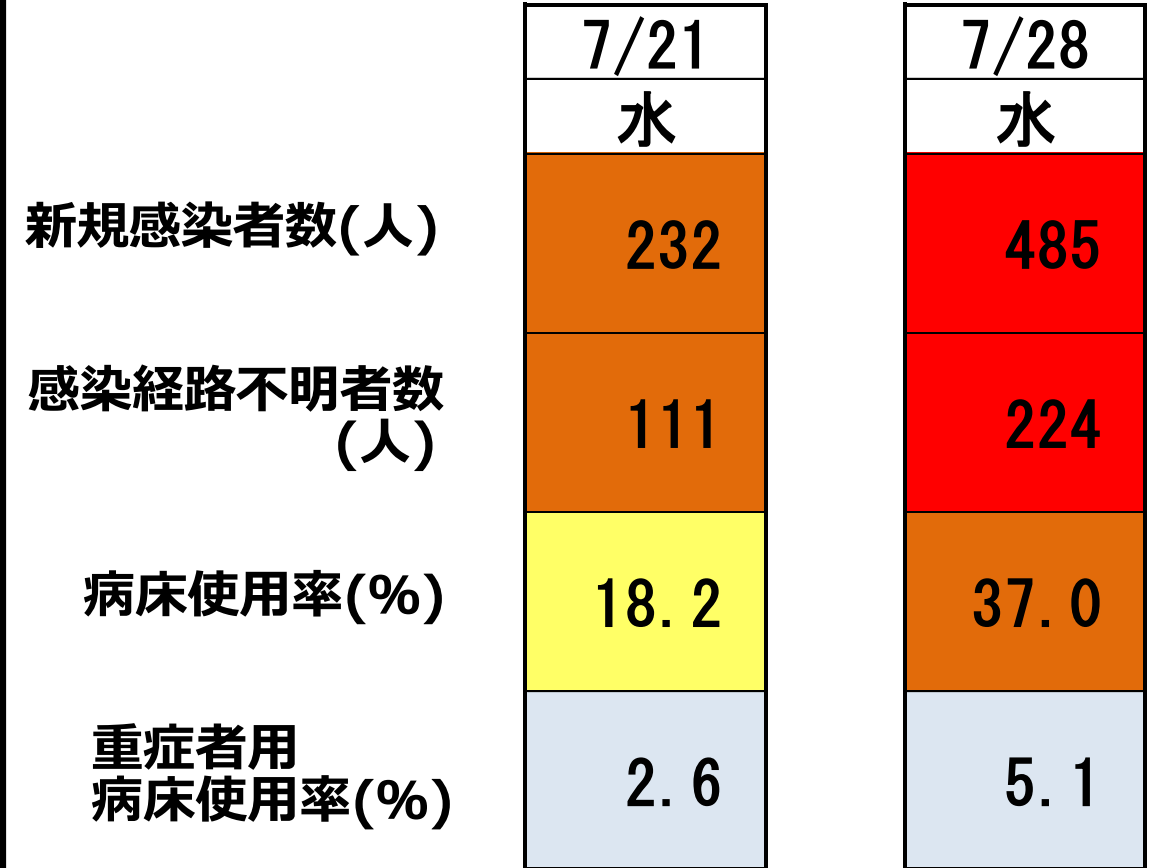 7/21 7/28
水 水
新規感染者数(人) 232 485
感染経路不明者数
(人) 111 224
病床使用率(%) 18.2 37.0
重症者用
病床使用率(%) 2.6 5.1